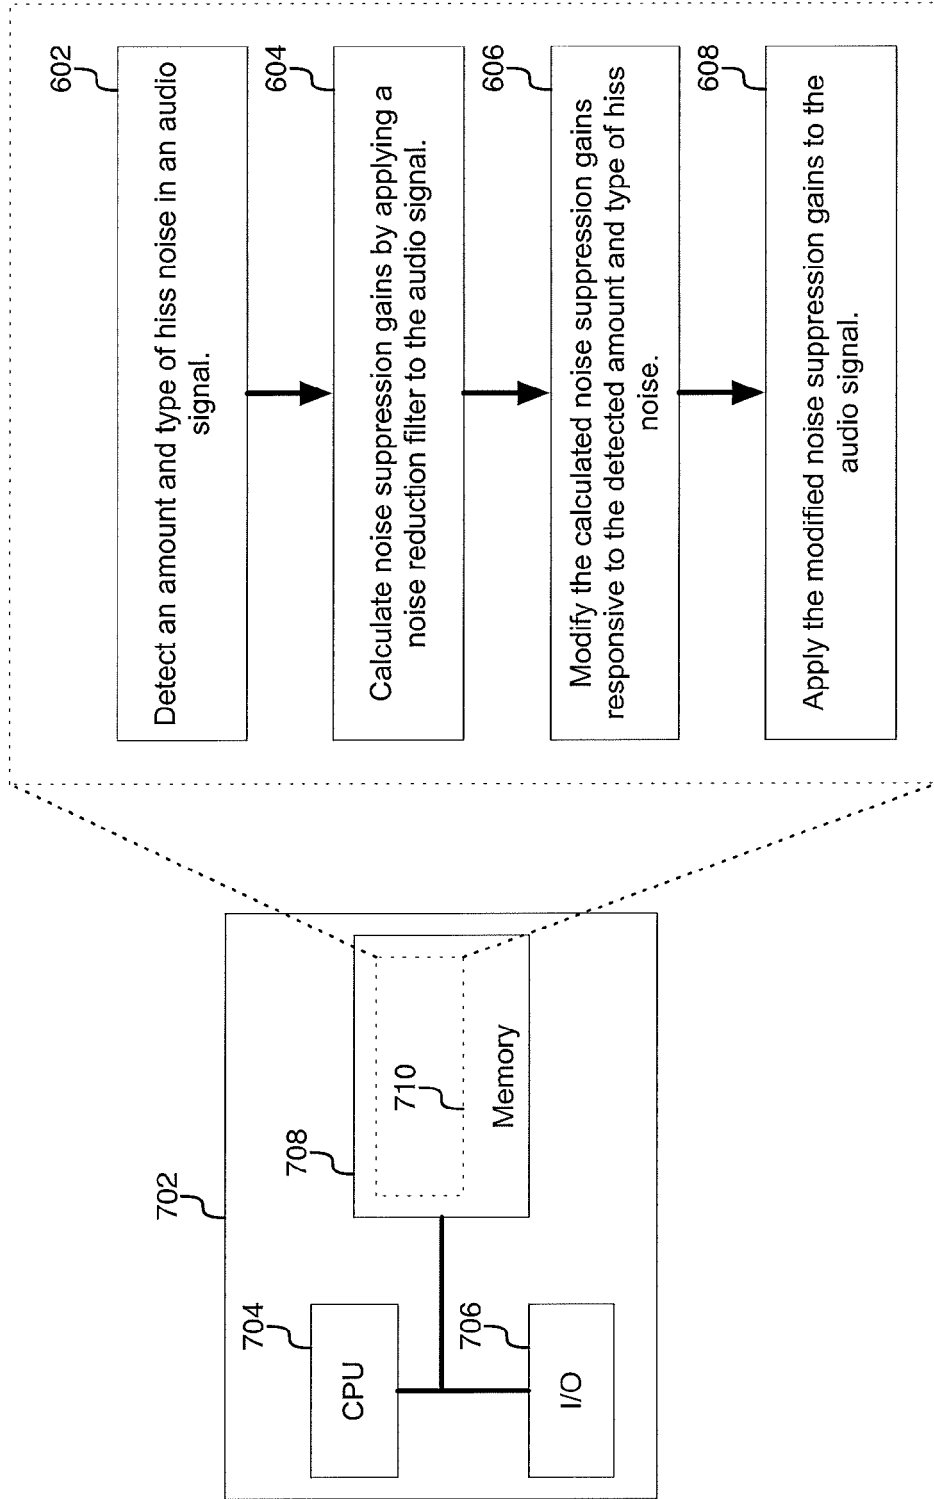 702
704
CPU
706
I/O
708
710
Memory
602
Detect an amount and type of hiss noise in an audio
signal.
604
Calculate noise suppression gains by applying a
noise reduction filter to the audio signal.
606
Modify the calculated noise suppression gains
responsive to the detected amount and type of hiss
noise.
608
Apply the modified noise suppression gains to the
audio signal.